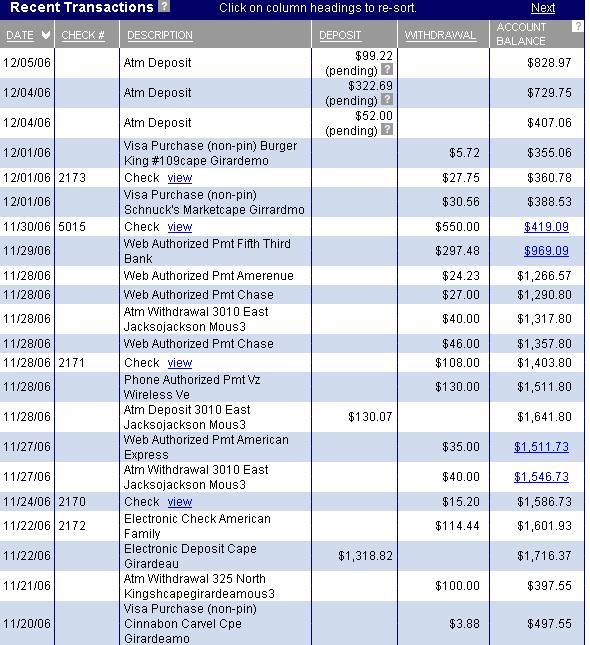 Recent Transactions ? Click on column headings to re-sort. Next
DATE CHECK # DESCRIPTION DEPOSIT WITHDRAWAL ACCOUNT BALANCE ?
12/05/06 Atm Deposit $99.22 (pending) ? $828.97
12/04/06 Atm Deposit $322.69 (pending) ? $729.75
12/04/06 Atm Deposit $52.00 (pending) ? $407.06
12/01/06 Visa Purchase (non-pin) Burger
King #109cape Girardemo $5.72 $355.06
12/01/06 2173 Check view $27.75 $360.78
12/01/06 Visa Purchase (non-pin)
Schnuck's Marketcape Girrardmo $30.56 $388.53
11/30/06 5015 Check view $550.00 $419.09
11/29/06 Web Authorized Pmt Fifth Third
Bank $297.48 $969.09
11/28/06 Web Authorized Pmt Amerenue $24.23 $1,266.57
11/28/06 Web Authorized Pmt Chase $27.00 $1,290.80
11/28/06 Atm Withdrawal 3010 East
Jacksojackson Mous3 $40.00 $1,317.80
11/28/06 Web Authorized Pmt Chase $46.00 $1,357.80
11/28/06 2171 Check view $108.00 $1,403.80
11/28/06 Phone Authorized Pmt Vz
Wireless Ve $130.00 $1,511.80
11/28/06 Atm Deposit 3010 East
Jacksojackson Mous3 $130.07 $1,641.80
11/27/06 Web Authorized Pmt American
Express $35.00 $1,511.73
11/27/06 Atm Withdrawal 3010 East
Jacksojackson Mous3 $40.00 $1,546.73
11/24/06 2170 Check view $15.20 $1,586.73
11/22/06 2172 Electronic Check American
Family $114.44 $1,601.93
11/22/06 Electronic Deposit Cape
Girardeau $1,318.82 $1,716.37
11/21/06 Atm Withdrawal 325 North
Kingshcapegirardeamous3 $100.00 $397.55
11/20/06 Visa Purchase (non-pin)
Cinnabon Carvel Cpe
Girardeamo $3.88 $497.55